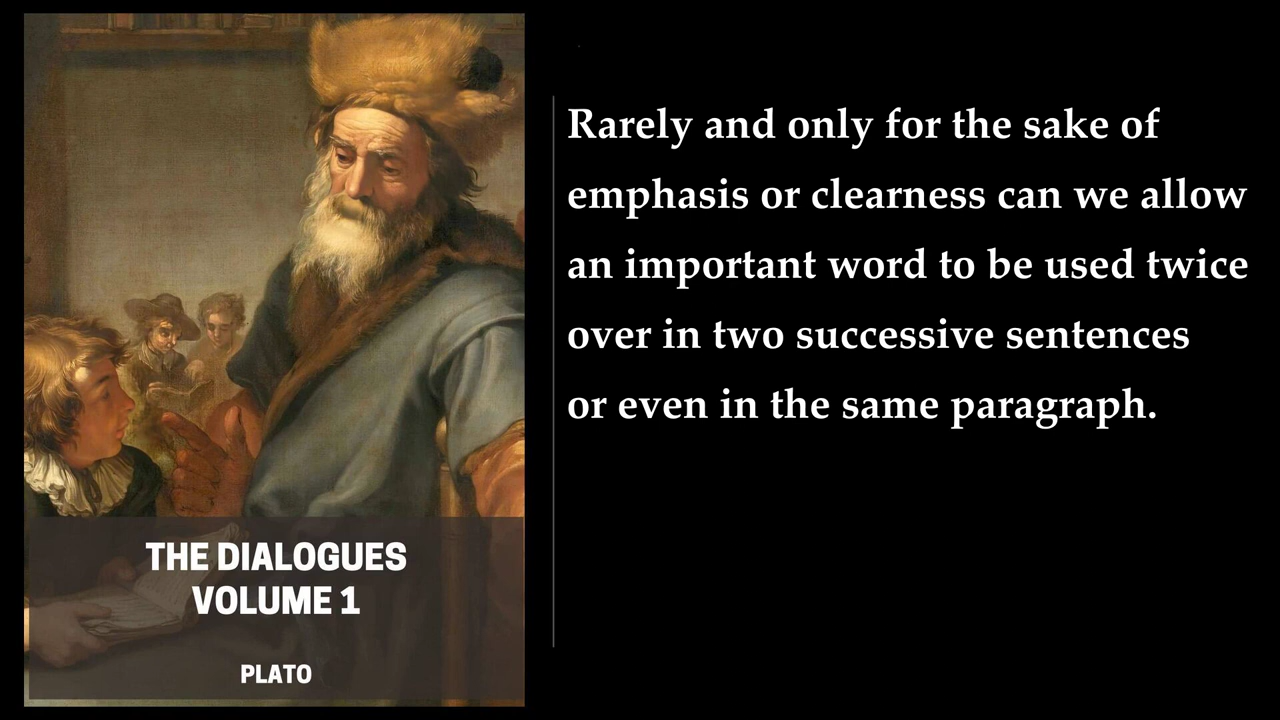 Rarely and only for the sake of
emphasis or clearness can we allow
an important word to be used twice
over in two successive sentences
or even in the same paragraph.
THE DIALOGUES
VOLUME 1
PLATO